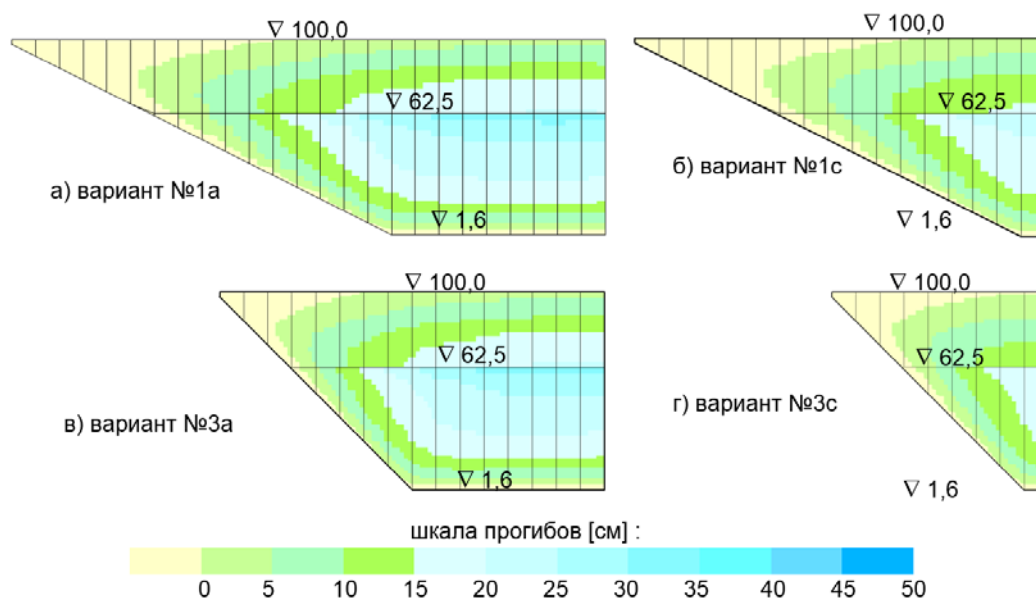 ∇ 100,0
∇ 62,5
а) вариант №1а
∇ 1,6
∇ 100,0
∇ 62,5
б) вариант №1с
∇ 1,6
∇ 100,0
∇ 62,5
в) вариант №3а
∇ 1,6
∇ 100,0
∇ 62,5
г) вариант №3с
∇ 1,6
шкала прогибов [см] :
0 5 10 15 20 25 30 35 40 45 50